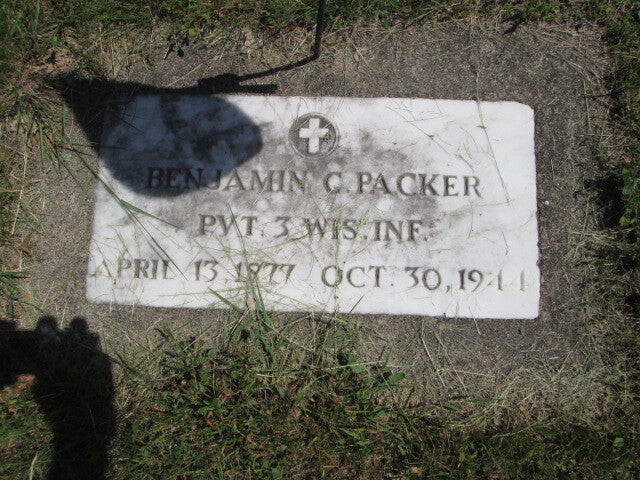 BENJAMIN C. PACKER
PVT. 3 WIS. INF.
APRIL 13, 1877 OCT. 30, 1944